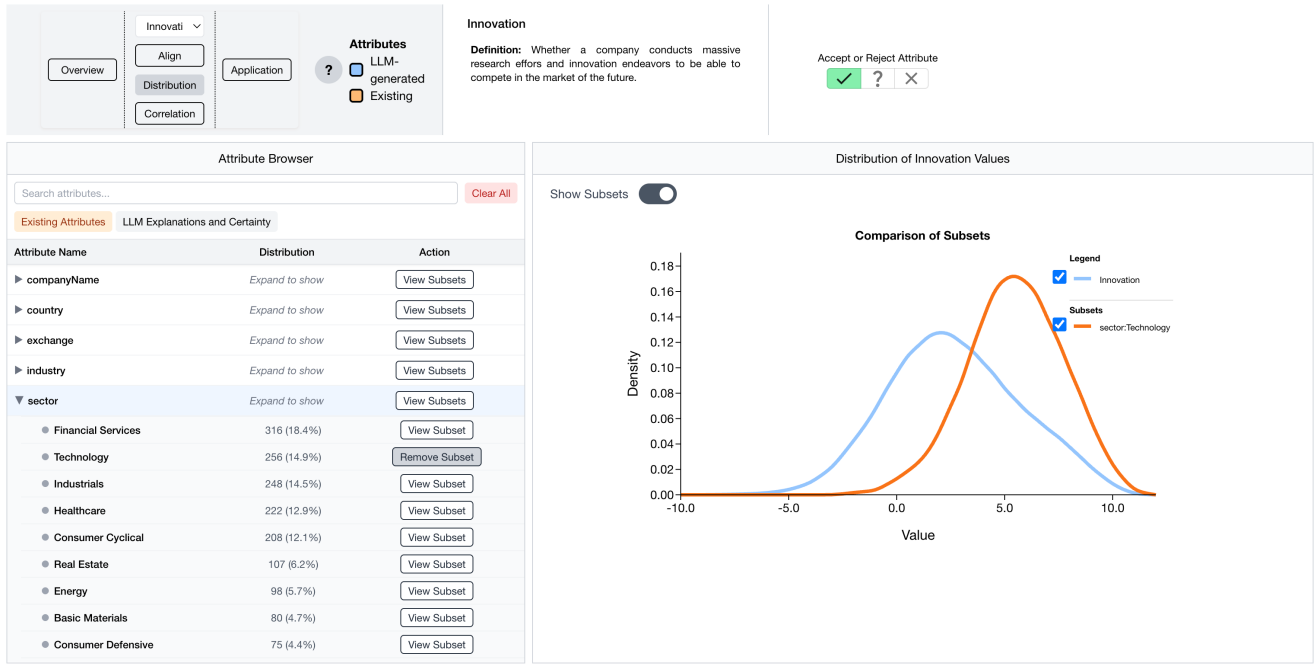 Overview
Innovati
Align
Distribution
Correlation
Application
?
Attributes
LLM-
generated
Existing
Innovation
Definition: Whether a company conducts massive
research effors and innovation endeavors to be able to
compete in the market of the future.
Accept or Reject Attribute
?
Attribute Browser
Search attributes...
Clear All
Existing Attributes
LLM Explanations and Certainty
Attribute Name Distribution Action
companyName Expand to show View Subsets
country Expand to show View Subsets
exchange Expand to show View Subsets
industry Expand to show View Subsets
sector Expand to show View Subsets
Financial Services 316 (18.4%) View Subset
Technology 256 (14.9%) Remove Subset
Industrials 248 (14.5%) View Subset
Healthcare 222 (12.9%) View Subset
Consumer Cyclical 208 (12.1%) View Subset
Real Estate 107 (6.2%) View Subset
Energy 98 (5.7%) View Subset
Basic Materials 80 (4.7%) View Subset
Consumer Defensive 75 (4.4%) View Subset
Distribution of Innovation Values
Show Subsets
Comparison of Subsets
Legend
Innovation
Subsets
sector:Technology
Density
0.18
0.16
0.14
0.12
0.10
0.08
0.06
0.04
0.02
0.00
-10.0 -5.0 0.0 5.0 10.0
Value